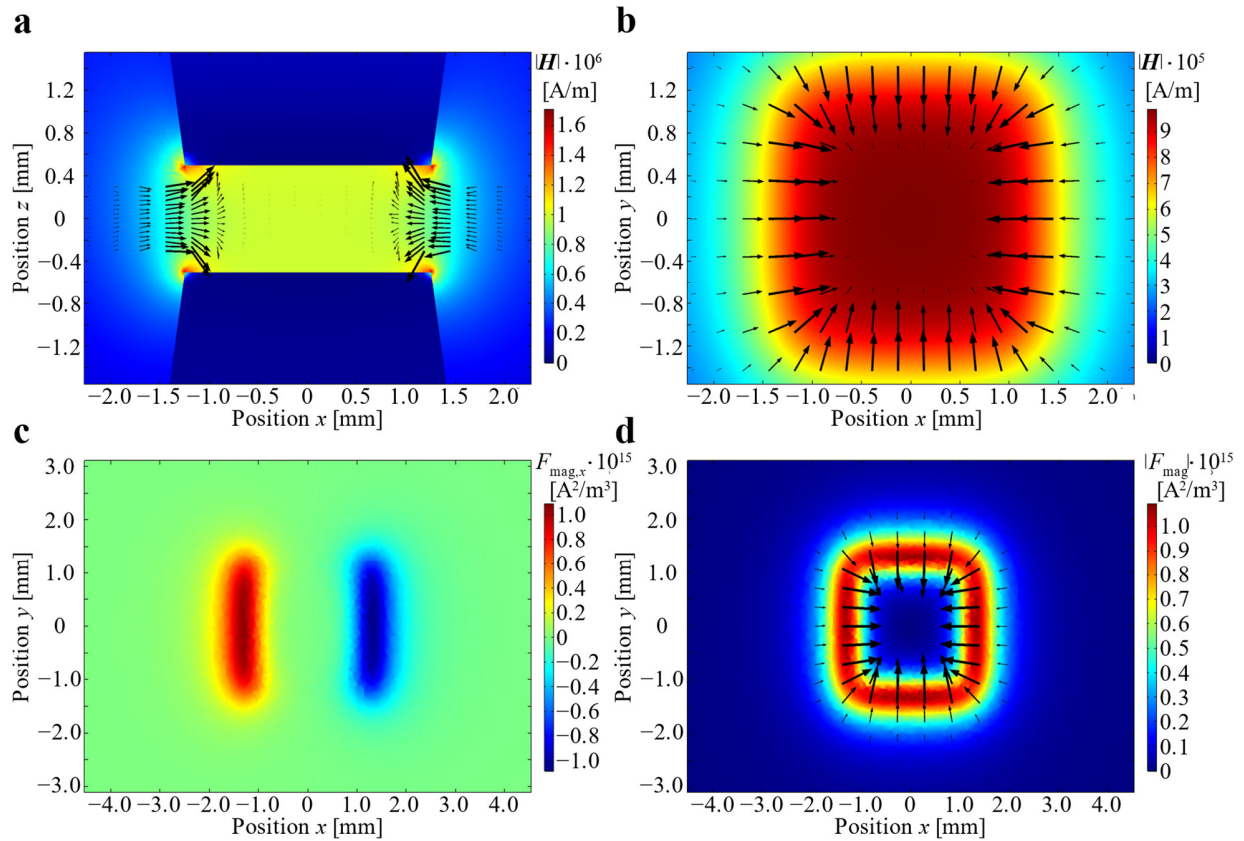 a
|H| · 10⁶
[A/m]
1.2
0.8
0.4
0
−0.4
−0.8
−1.2
Position z [mm]
1.6
1.4
1.2
1
0.8
0.6
0.4
0.2
0
−2.0 −1.5 −1.0 −0.5 0 0.5 1.0 1.5 2.0
Position x [mm]
b
|H| · 10⁵
[A/m]
1.2
0.8
0.4
0
−0.4
−0.8
−1.2
Position y [mm]
9
8
7
6
5
4
3
2
1
0
−2.0 −1.5 −1.0 −0.5 0 0.5 1.0 1.5 2.0
Position x [mm]
c
Fmag,x · 10¹⁵
[A²/m³]
3.0
2.0
1.0
0
−1.0
−2.0
−3.0
Position y [mm]
1.0
0.8
0.6
0.4
0.2
0
−0.2
−0.4
−0.6
−0.8
−1.0
−4.0 −3.0 −2.0 −1.0 0 1.0 2.0 3.0 4.0
Position x [mm]
d
|Fmag| · 10¹⁵
[A²/m³]
3.0
2.0
1.0
0
−1.0
−2.0
−3.0
Position y [mm]
1.0
0.9
0.8
0.7
0.6
0.5
0.4
0.3
0.2
0.1
0
−4.0 −3.0 −2.0 −1.0 0 1.0 2.0 3.0 4.0
Position x [mm]